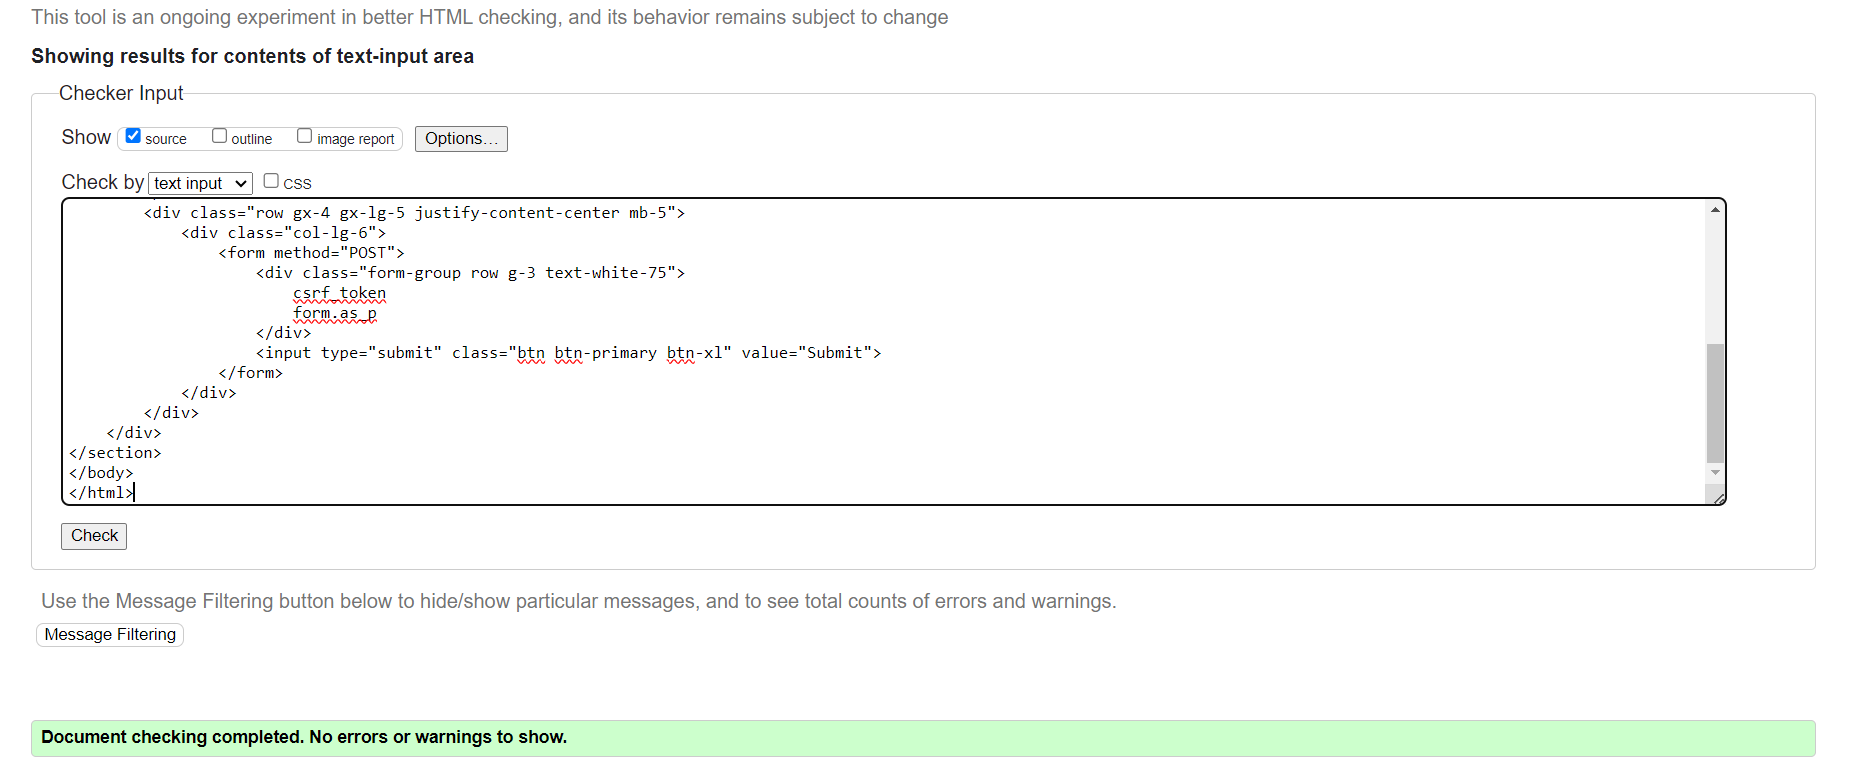 This tool is an ongoing experiment in better HTML checking, and its behavior remains subject to change
Showing results for contents of text-input area
Checker Input
Show source outline image report Options…
Check by text input CSS
<div class="row gx-4 gx-lg-5 justify-content-center mb-5">
<div class="col-lg-6">
<form method="POST">
<div class="form-group row g-3 text-white-75">
csrf_token
form.as_p
</div>
<input type="submit" class="btn btn-primary btn-xl" value="Submit">
</form>
</div>
</div>
</div>
</section>
</body>
</html>
Check
Use the Message Filtering button below to hide/show particular messages, and to see total counts of errors and warnings.
Message Filtering
Document checking completed. No errors or warnings to show.